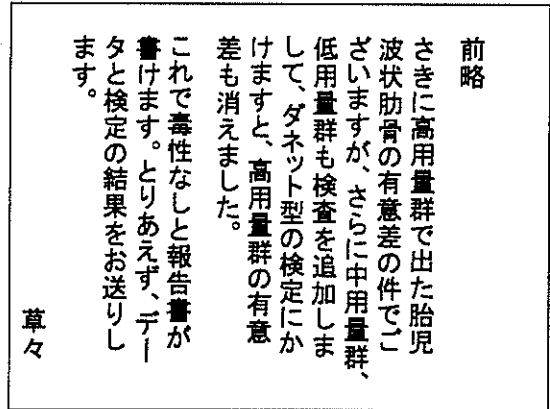 前略
さきに高用量群で出た胎児
波状肋骨の有意差の件でご
ざいますが、さらに中用量群、
低用量群も検査を追加しま
して、ダネット型の検定にか
けますと、高用量群の有意
差も消えました。
これで毒性なしと報告書が
書けます。とりあえず、デー
タと検定の結果をお送りし
ます。
草々